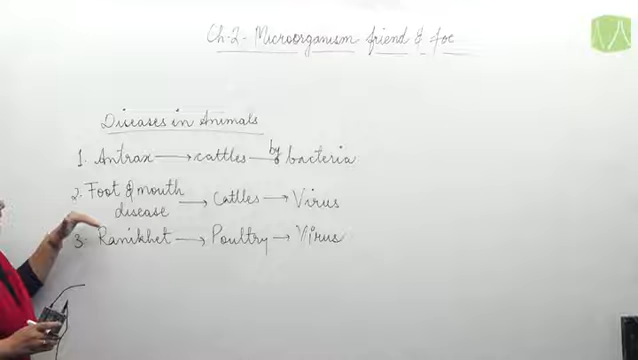 Ch-2- Microorganism friend & foe
Diseases in Animals
1. Antrax → cattles → by bacteria
2. Foot & mouth disease → Cattles → Virus
3. Ranikhet → Poultry → Virus